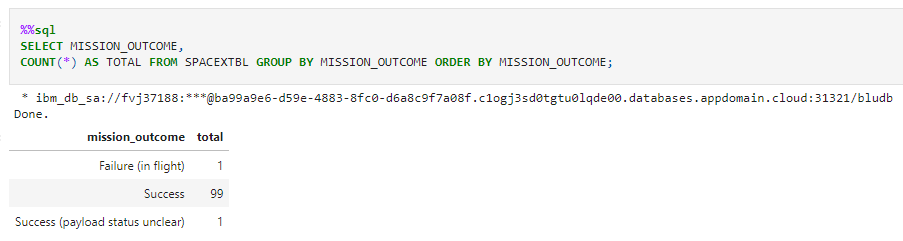 %%sql
SELECT MISSION_OUTCOME,
COUNT(*) AS TOTAL FROM SPACEXTBL GROUP BY MISSION_OUTCOME ORDER BY MISSION_OUTCOME;
* ibm_db_sa://fvj37188:***@ba99a9e6-d59e-4883-8fc0-d6a8c9f7a08f.c1ogj3sd0tgtu0lqde00.databases.appdomain.cloud:31321/bludb
Done.
mission_outcome total
Failure (in flight) 1
Success 99
Success (payload status unclear) 1